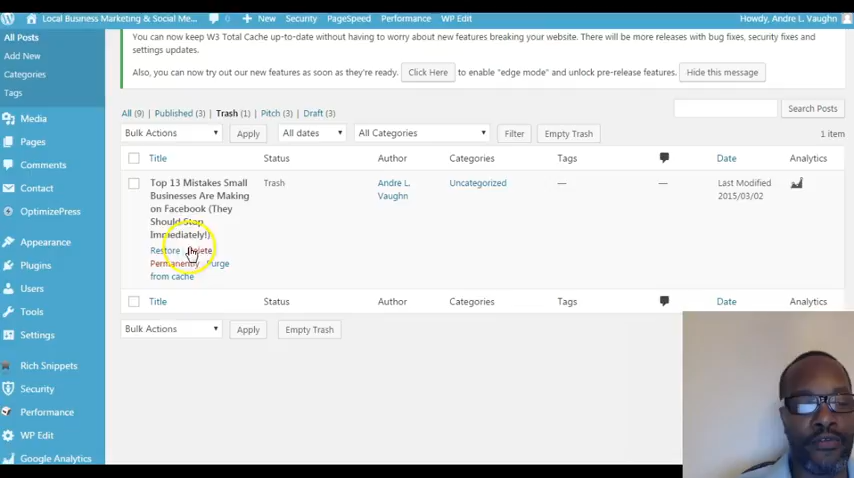 Local Business Marketing & Social Me... 0 New Security PageSpeed Performance WP Edit Howdy, Andre L. Vaughn
All Posts
Add New
Categories
Tags
Media
Pages
Comments
Contact
OptimizePress
Appearance
Plugins
Users
Tools
Settings
Rich Snippets
Security
Performance
WP Edit
Google Analytics
You can now keep W3 Total Cache up-to-date without having to worry about new features breaking your website. There will be more releases with bug fixes, security fixes and
settings updates.
Also, you can now try out our new features as soon as they're ready. Click Here to enable "edge mode" and unlock pre-release features. Hide this message
All (9) Published (3) Trash (1) Pitch (3) Draft (3) Search Posts
Bulk Actions Apply All dates All Categories Filter Empty Trash 1 item
Title Status Author Categories Tags Date Analytics
Top 13 Mistakes Small Trash Andre L. Uncategorized — — Last Modified
Businesses Are Making Vaughn 2015/03/02
on Facebook (They
Should Stop
Immediately!)
Restore Delete
Permanently Purge
from cache
Title Status Author Categories Tags Date Analytics
Bulk Actions Apply Empty Trash